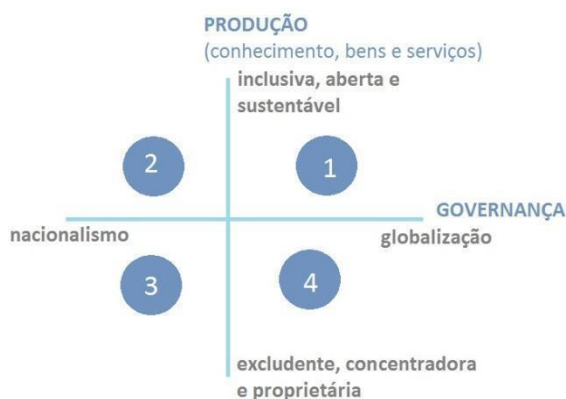 PRODUÇÃO
(conhecimento, bens e serviços)
inclusiva, aberta e
sustentável
2
1
GOVERNANÇA
nacionalismo
globalização
3
4
excludente, concentradora
e proprietária